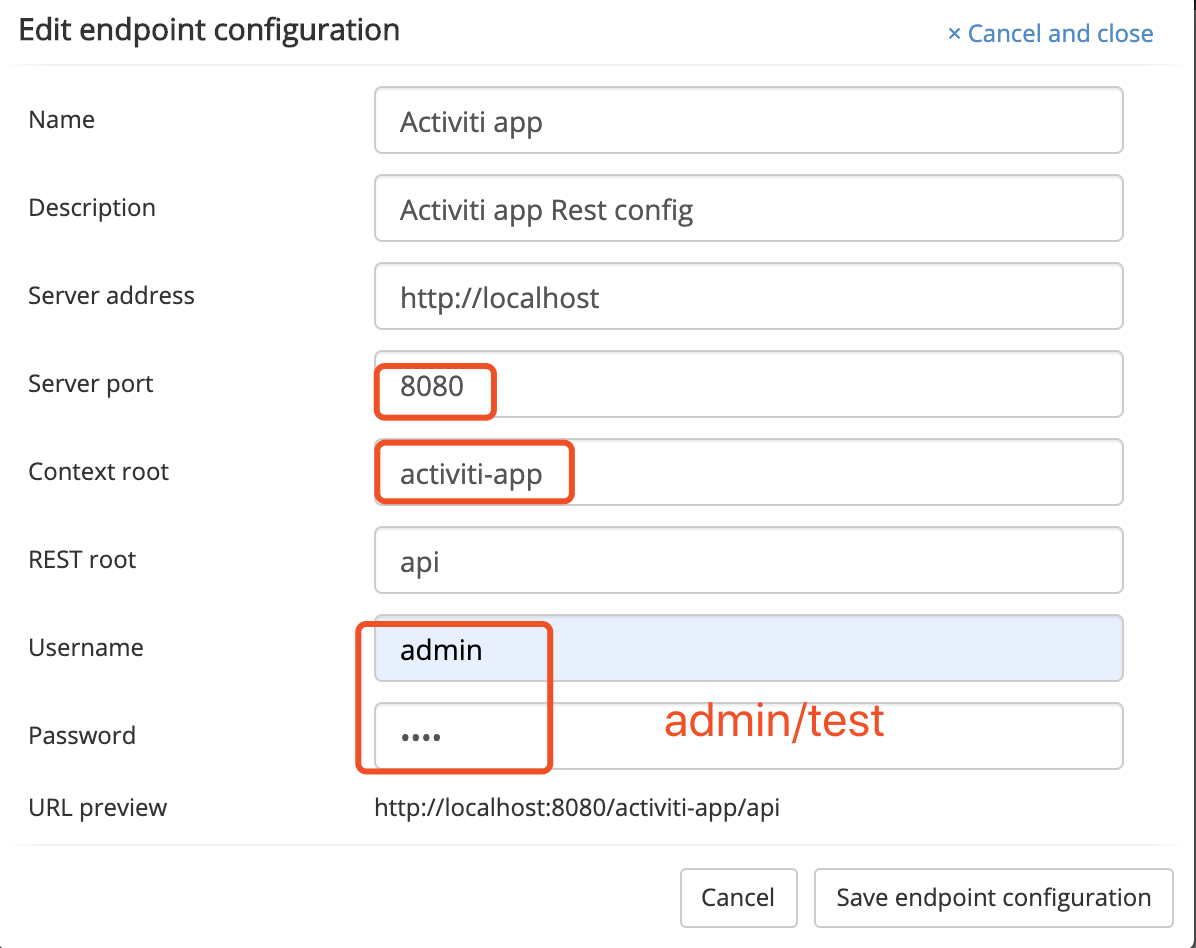 Edit endpoint configuration
× Cancel and close
Name
Activiti app
Description
Activiti app Rest config
Server address
http://localhost
Server port
8080
Context root
activiti-app
REST root
api
Username
admin
Password
••••
admin/test
URL preview
http://localhost:8080/activiti-app/api
Cancel
Save endpoint configuration